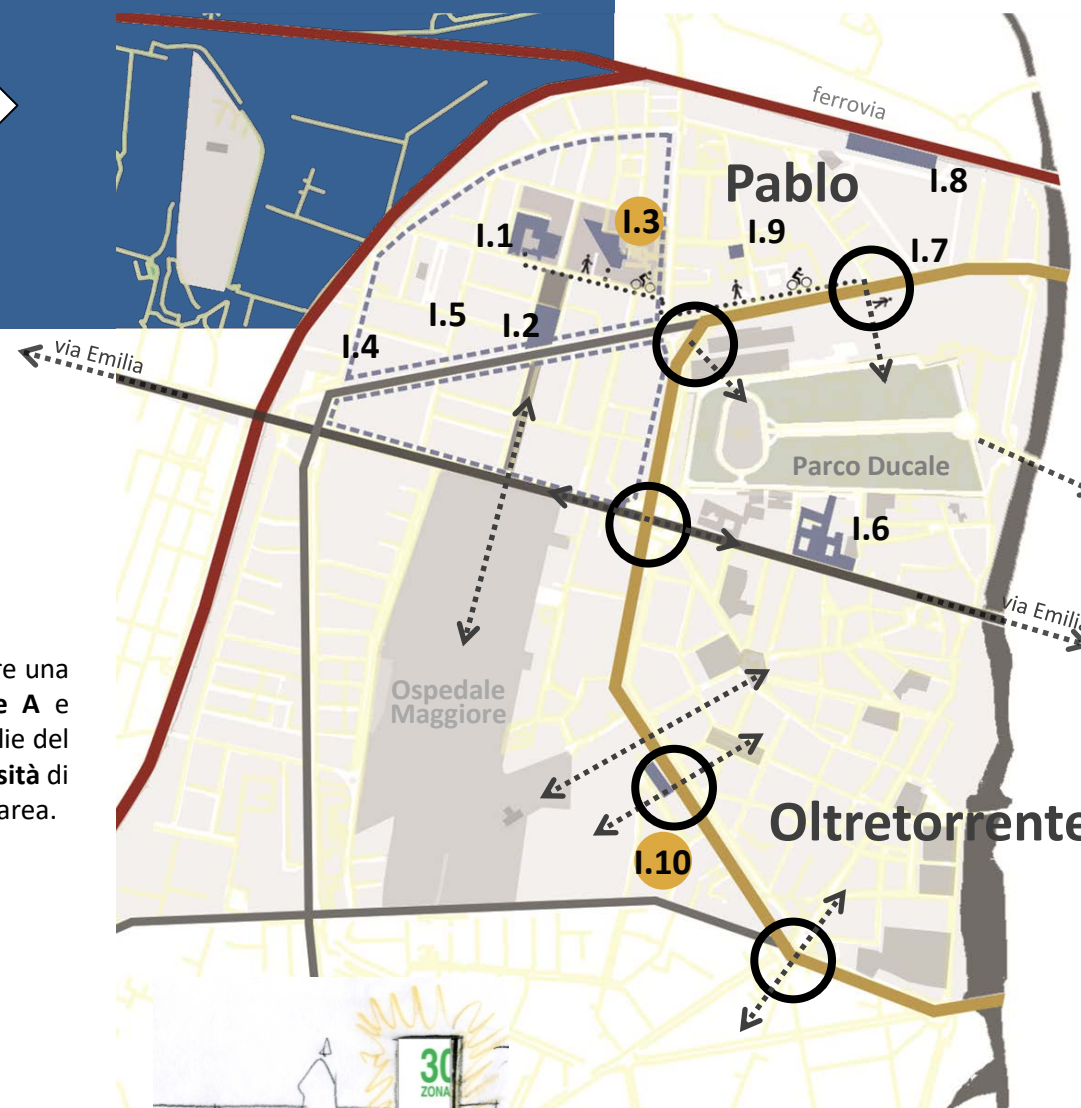 ferrovia
Pablo
I.8
I.3
I.1
I.9
I.7
I.5
I.2
I.4
via Emilia
Parco Ducale
I.6
via Emilia
re una
e A e
lie del
sità di
area.
Ospedale
Maggiore
Oltretorrente
I.10
30
ZONA